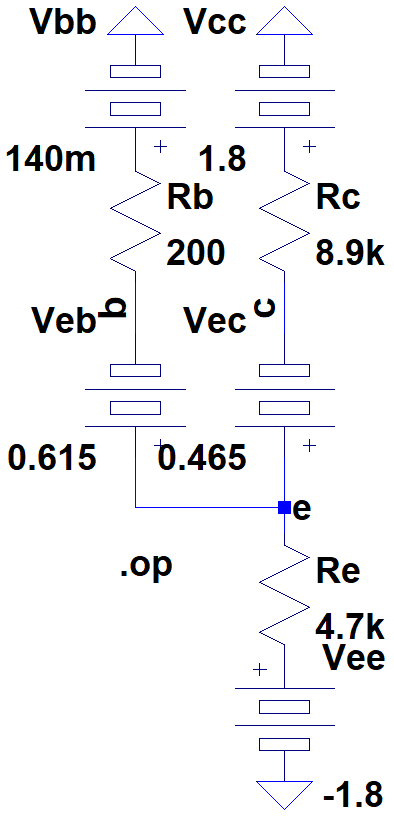 Vbb Vcc
140m 1.8
Rb Rc
200 8.9k
b c
Veb Vec
0.615 0.465
e
.op
Re
4.7k
Vee
-1.8